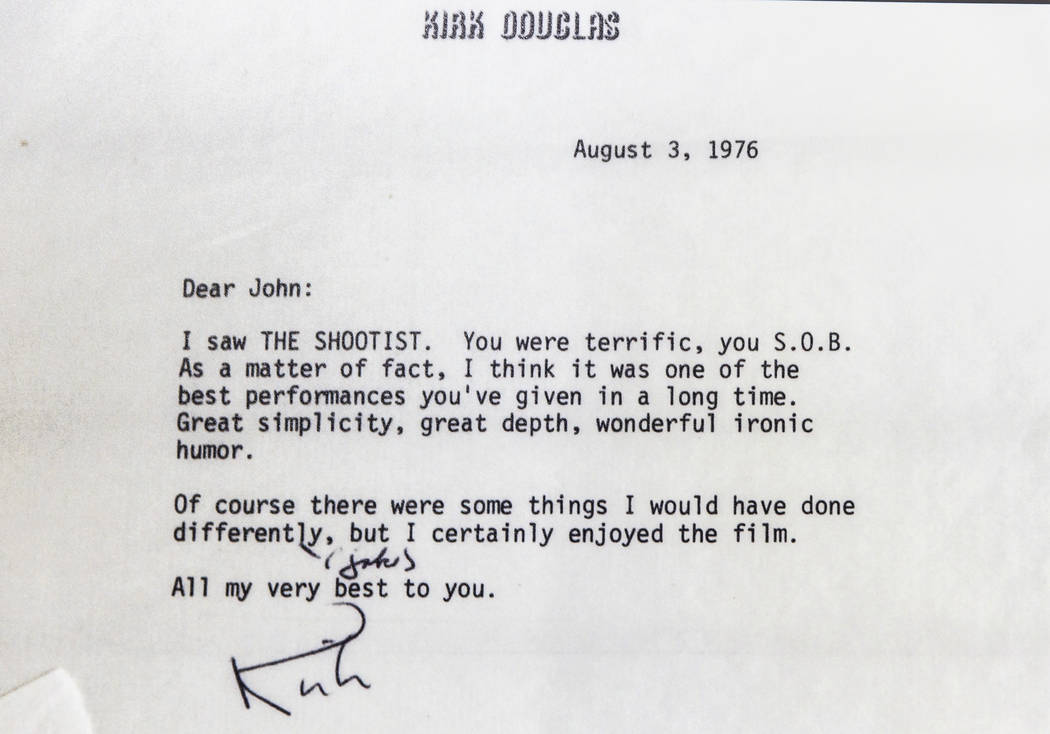 KIRK DOUGLAS
August 3, 1976
Dear John:
I saw THE SHOOTIST. You were terrific, you S.O.B.
As a matter of fact, I think it was one of the
best performances you've given in a long time.
Great simplicity, great depth, wonderful ironic
humor.
Of course there were some things I would have done
differently, but I certainly enjoyed the film.
(joke)
All my very best to you.
Kirk